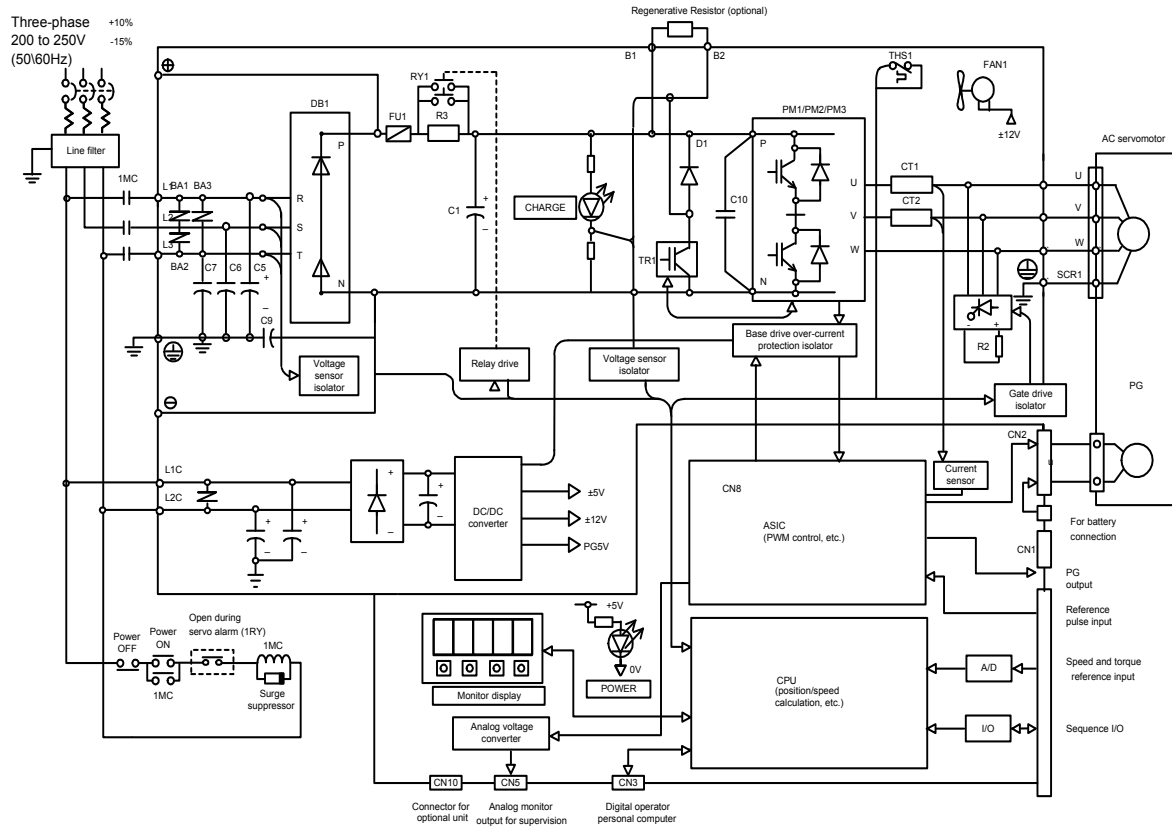 Regenerative Resistor (optional)
Three-phase +10%
200 to 250V -15%
(50\60Hz)
B1 B2
THS1
FAN1
±12V
RY1
DB1
FU1 R3
PM1/PM2/PM3
AC servomotor
Line filter
P
D1
P
CT1
U
U
1MC
L1 BA1 BA3
R
C1
+
–
CHARGE
C10
CT2
V
V
L2
S
W
W
L3
T
TR1
BA2 C7 C6 C5
+
–
N
N
SCR1
C9
- +
R2
Voltage
sensor
isolator
Relay drive
Voltage sensor
isolator
Base drive over-current
protection isolator
Gate drive
isolator
PG
CN2
L1C
L2C
+
–
+
–
+
–
+
–
DC/DC
converter
±5V
±12V
PG5V
CN8
ASIC
(PWM control, etc.)
Current
sensor
For battery
connection
CN1
PG
output
Reference
pulse input
Power
OFF
Power
ON
Open during
servo alarm (1RY)
1MC
1MC
Surge
suppressor
+5V
0V
POWER
Monitor display
Analog voltage
converter
CPU
(position/speed
calculation, etc.)
A/D
Speed and torque
reference input
I/O
Sequence I/O
CN10 CN5 CN3
Connector for
optional unit
Analog monitor
output for supervision
Digital operator
personal computer